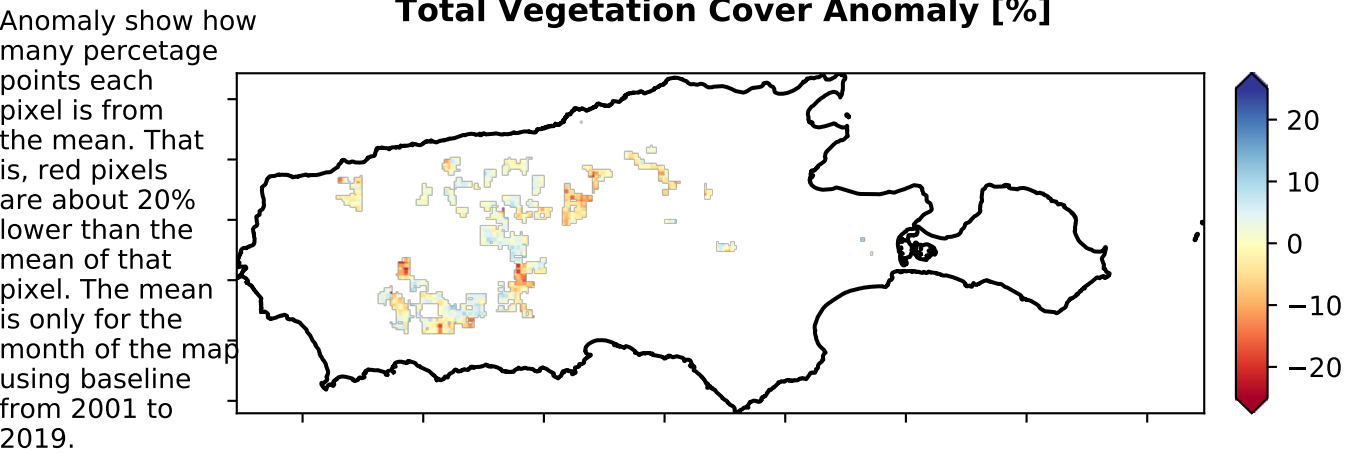 Total Vegetation Cover Anomaly [%]
Anomaly show how
many percetage
points each
pixel is from
the mean. That
is, red pixels
are about 20%
lower than the
mean of that
pixel. The mean
is only for the
month of the map
using baseline
from 2001 to
2019.
20
10
0
−10
−20